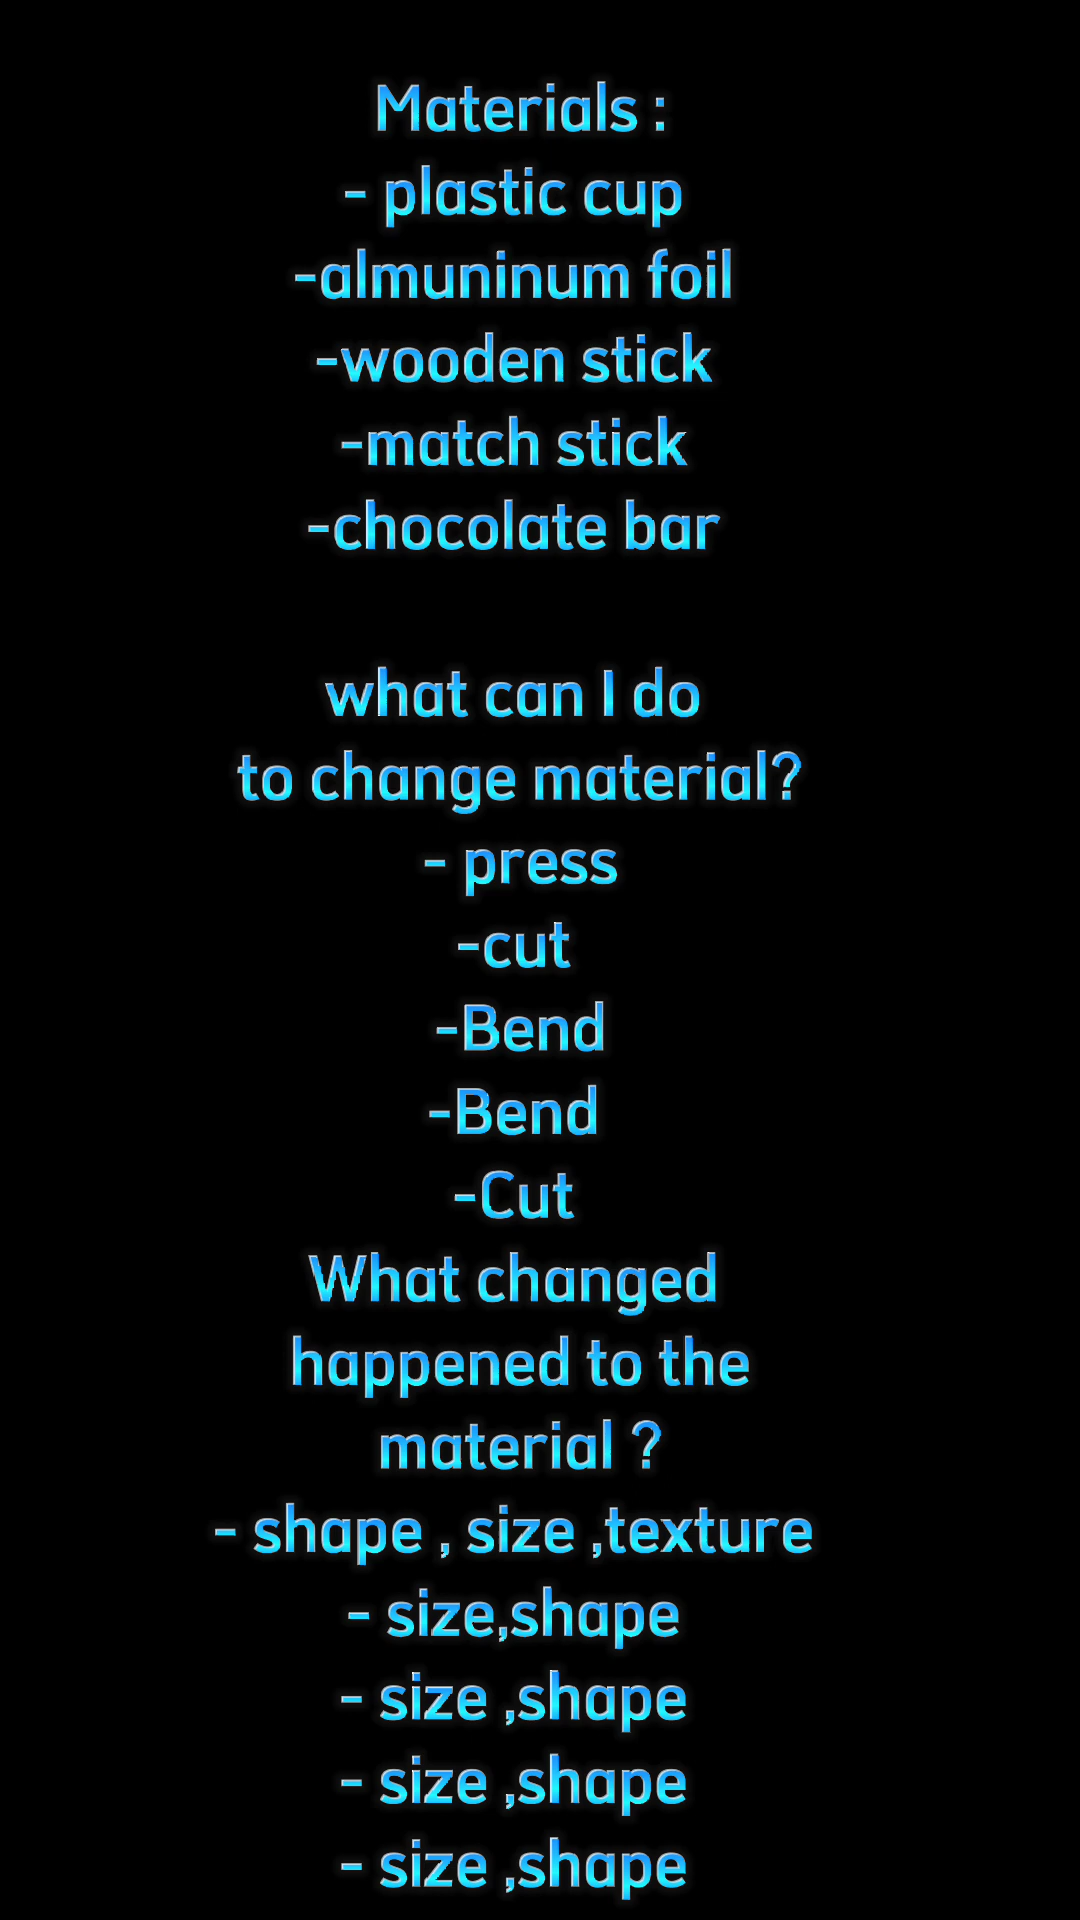 Materials :
- plastic cup
-almuninum foil
-wooden stick
-match stick
-chocolate bar
what can I do
to change material?
- press
-cut
-Bend
-Bend
-Cut
What changed
happened to the
material ?
- shape , size ,texture
- size,shape
- size ,shape
- size ,shape
- size ,shape